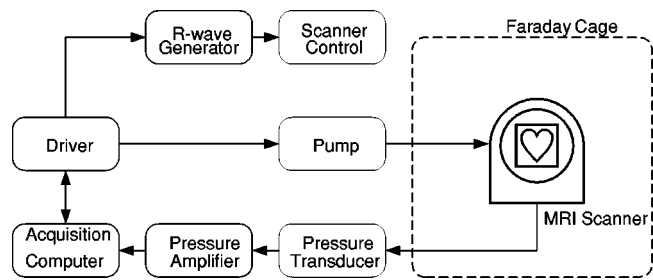 Faraday Cage
R-wave
Generator
Scanner
Control
Driver
Pump
MRI Scanner
Acquisition
Computer
Pressure
Amplifier
Pressure
Transducer